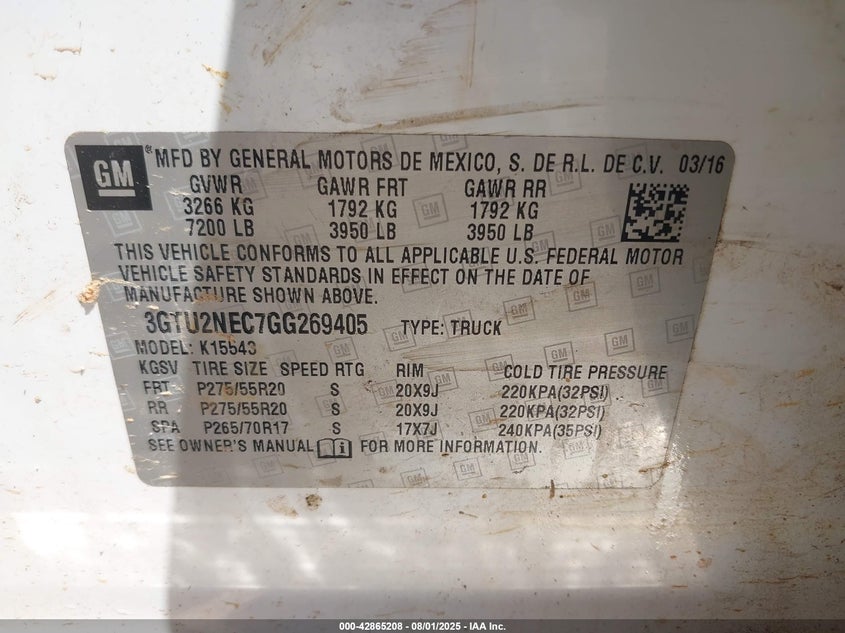 GM ® MFD BY GENERAL MOTORS DE MEXICO, S. DE R.L. DE C.V. 03/16
GVWR GAWR FRT GAWR RR
3266 KG 1792 KG 1792 KG
7200 LB 3950 LB 3950 LB
THIS VEHICLE CONFORMS TO ALL APPLICABLE U.S. FEDERAL MOTOR
VEHICLE SAFETY STANDARDS IN EFFECT ON THE DATE OF
MANUFACTURE SHOWN ABOVE.
3GTU2NEC7GG269405 TYPE: TRUCK
MODEL: K15543
KGSV TIRE SIZE SPEED RTG RIM COLD TIRE PRESSURE
FRT P275/55R20 S 20X9J 220KPA(32PSI)
RR P275/55R20 S 20X9J 220KPA(32PSI)
SPA P265/70R17 S 17X7J 240KPA(35PSI)
SEE OWNER'S MANUAL FOR MORE INFORMATION.
000-42865208 - 08/01/2025 - IAA Inc.